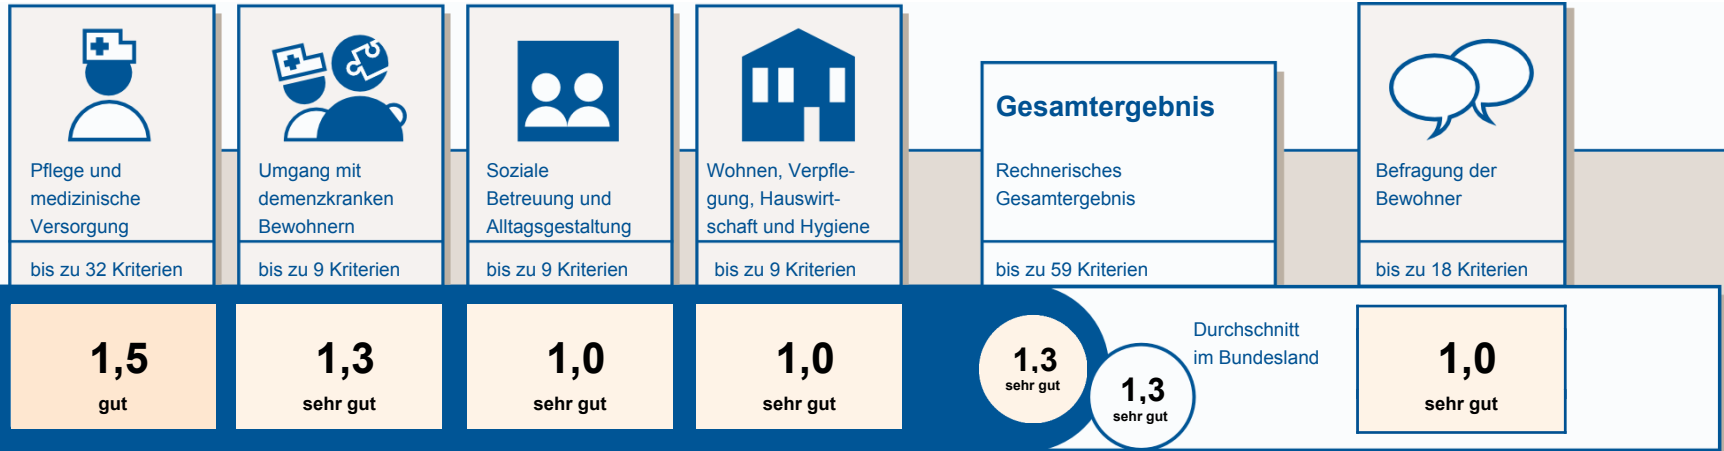 Pflege und
medizinische
Versorgung
bis zu 32 Kriterien
1,5
gut
Umgang mit
demenzkranken
Bewohnern
bis zu 9 Kriterien
1,3
sehr gut
Soziale
Betreuung und
Alltagsgestaltung
bis zu 9 Kriterien
1,0
sehr gut
Wohnen, Verpfle-
gung, Hauswirt-
schaft und Hygiene
bis zu 9 Kriterien
1,0
sehr gut
Gesamtergebnis
Rechnerisches
Gesamtergebnis
bis zu 59 Kriterien
1,3
sehr gut
Durchschnitt
im Bundesland
1,3
sehr gut
Befragung der
Bewohner
bis zu 18 Kriterien
1,0
sehr gut